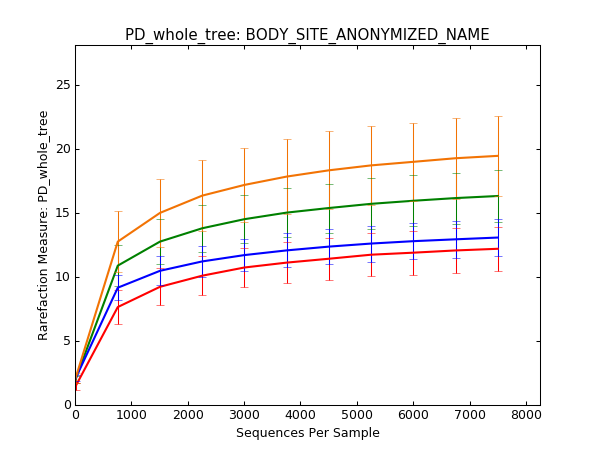 PD_whole_tree: BODY_SITE_ANONYMIZED_NAME
Rarefaction Measure: PD_whole_tree
25
20
15
10
5
0
0 1000 2000 3000 4000 5000 6000 7000 8000
Sequences Per Sample